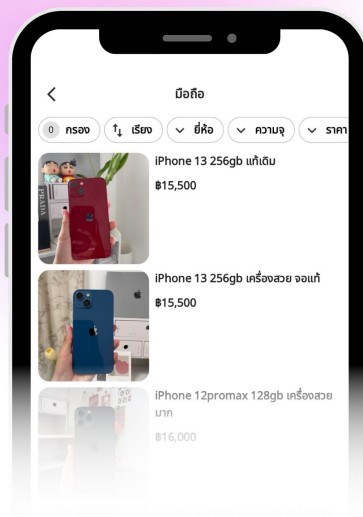 มือถือ
0 กรอง
เรียง
ยี่ห้อ
ความจุ
ราคา
iPhone 13 256gb แท้เดิม
฿15,500
PRADA
iPhone 13 256gb เครื่องสวย จอแท้
฿15,500
iPhone 12promax 128gb เครื่องสวย
มาก
฿16,000